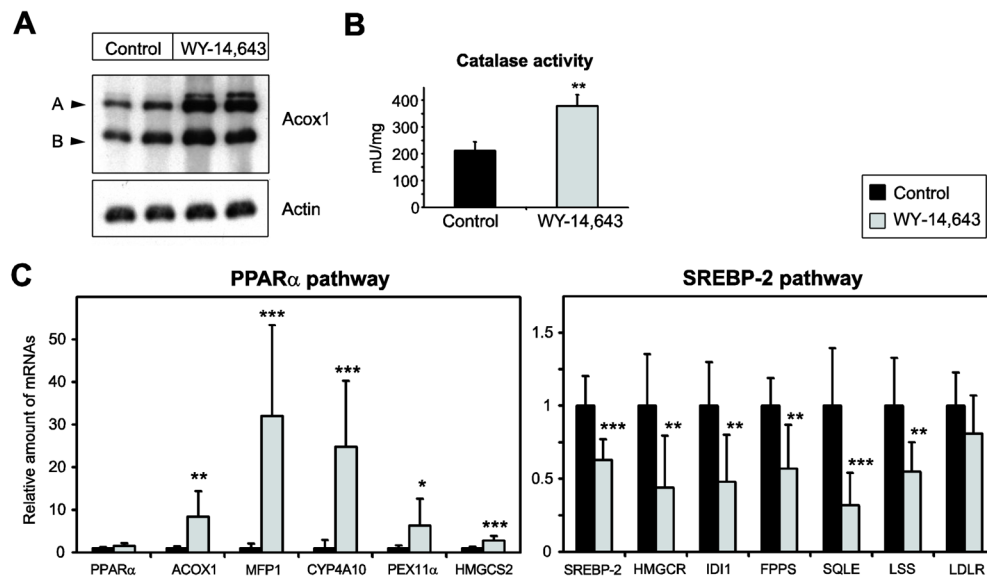 A
Control WY-14,643
A
B
Acox1
Actin
B
Catalase activity
**
400
300
200
100
0
mU/mg
Control WY-14,643
Control
WY-14,643
C
PPARα pathway
Relative amount of mRNAs
50
40
30
20
10
0
** *** *** * ***
PPARα ACOX1 MFP1 CYP4A10 PEX11α HMGCS2
SREBP-2 pathway
1.5
1
0.5
0
*** ** ** ** *** **
SREBP-2 HMGCR IDI1 FPPS SQLE LSS LDLR